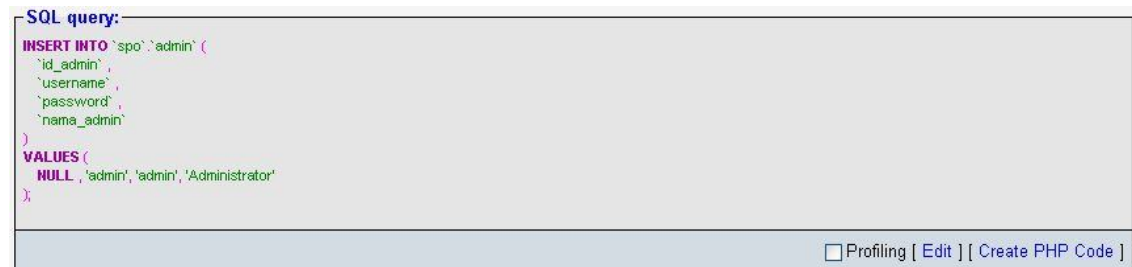 SQL query:
INSERT INTO `spo`.`admin` (
`id_admin` ,
`username` ,
`password` ,
`nama_admin`
)
VALUES (
NULL , 'admin', 'admin', 'Administrator'
);
Profiling [ Edit ] [ Create PHP Code ]